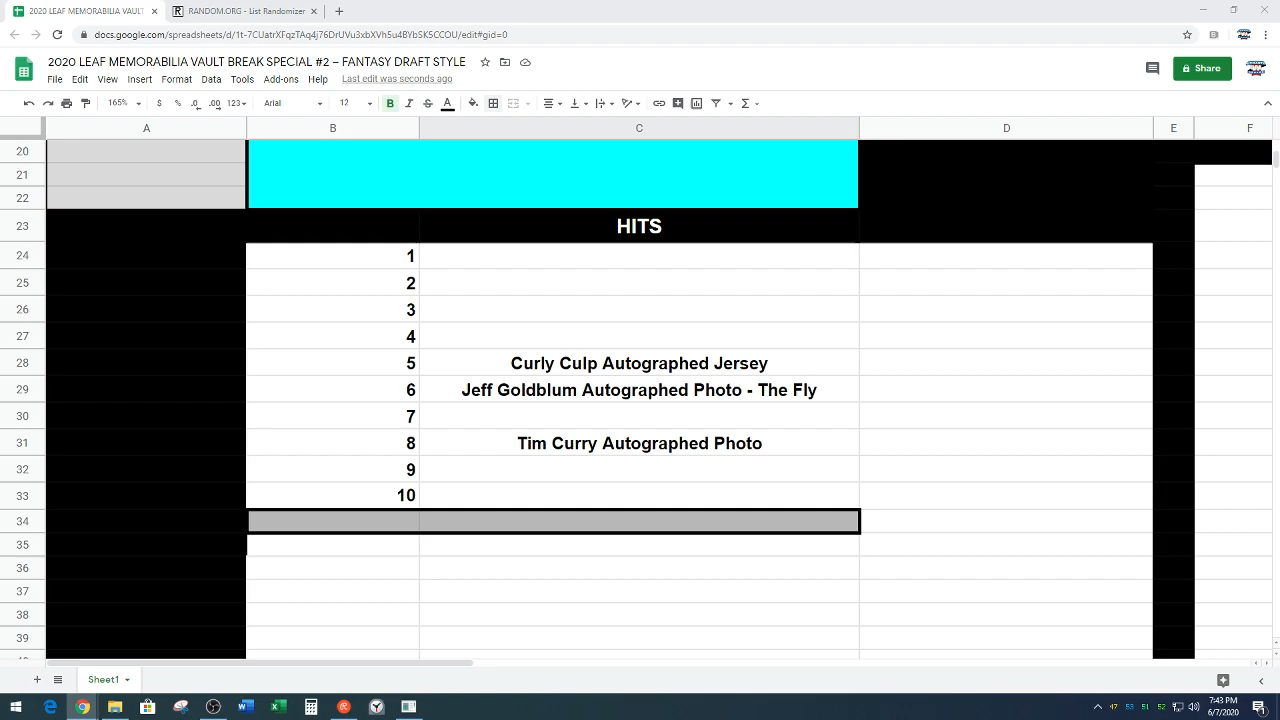 2020 LEAF MEMORABILIA VAULT
RANDOM.ORG - List Randomizer
docs.google.com/spreadsheets/d/1t-7CUatrXFqzTAq4j76DrUVu3xbXVh5u4BYbSK5CCOU/edit#gid=0
2020 LEAF MEMORABILIA VAULT BREAK SPECIAL #2 – FANTASY DRAFT STYLE
File Edit View Insert Format Data Tools Add-ons Help Last edit was seconds ago
Share
165% $ % .0 .00 123 Arial 12 B I S A
A B C D E F
20
21
22
23 HITS
24 1
25 2
26 3
27 4
28 5 Curly Culp Autographed Jersey
29 6 Jeff Goldblum Autographed Photo - The Fly
30 7
31 8 Tim Curry Autographed Photo
32 9
33 10
34
35
36
37
38
39
Sheet1
47 53 51 52
7:43 PM
6/7/2020